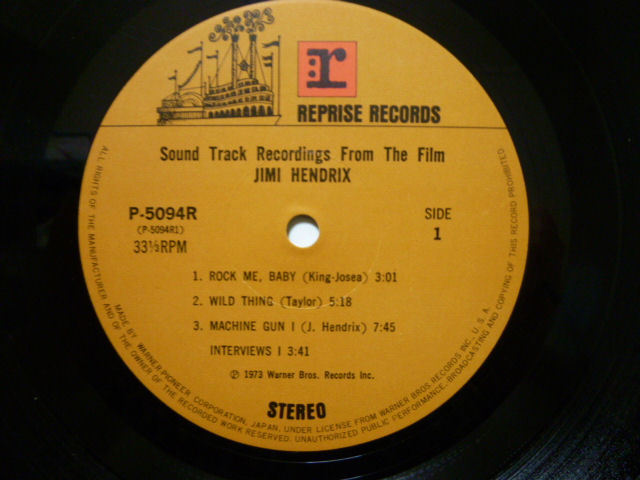 r
REPRISE RECORDS
Sound Track Recordings From The Film
JIMI HENDRIX
P-5094R
(P-5094R1)
33⅓RPM
SIDE
1
1. ROCK ME, BABY (King-Josea) 3:01
2. WILD THING (Taylor) 5:18
3. MACHINE GUN I (J. Hendrix) 7:45
INTERVIEWS I 3:41
℗ 1973 Warner Bros. Records Inc.
STEREO
ALL RIGHTS OF THE MANUFACTURER AND OF THE OWNER OF THE RECORDED WORK RESERVED. UNAUTHORIZED PUBLIC PERFORMANCE, BROADCASTING AND COPYING OF THIS RECORD PROHIBITED
MADE BY WARNER-PIONEER CORPORATION, JAPAN, UNDER LICENSE FROM WARNER BROS. RECORDS INC. U. S. A.